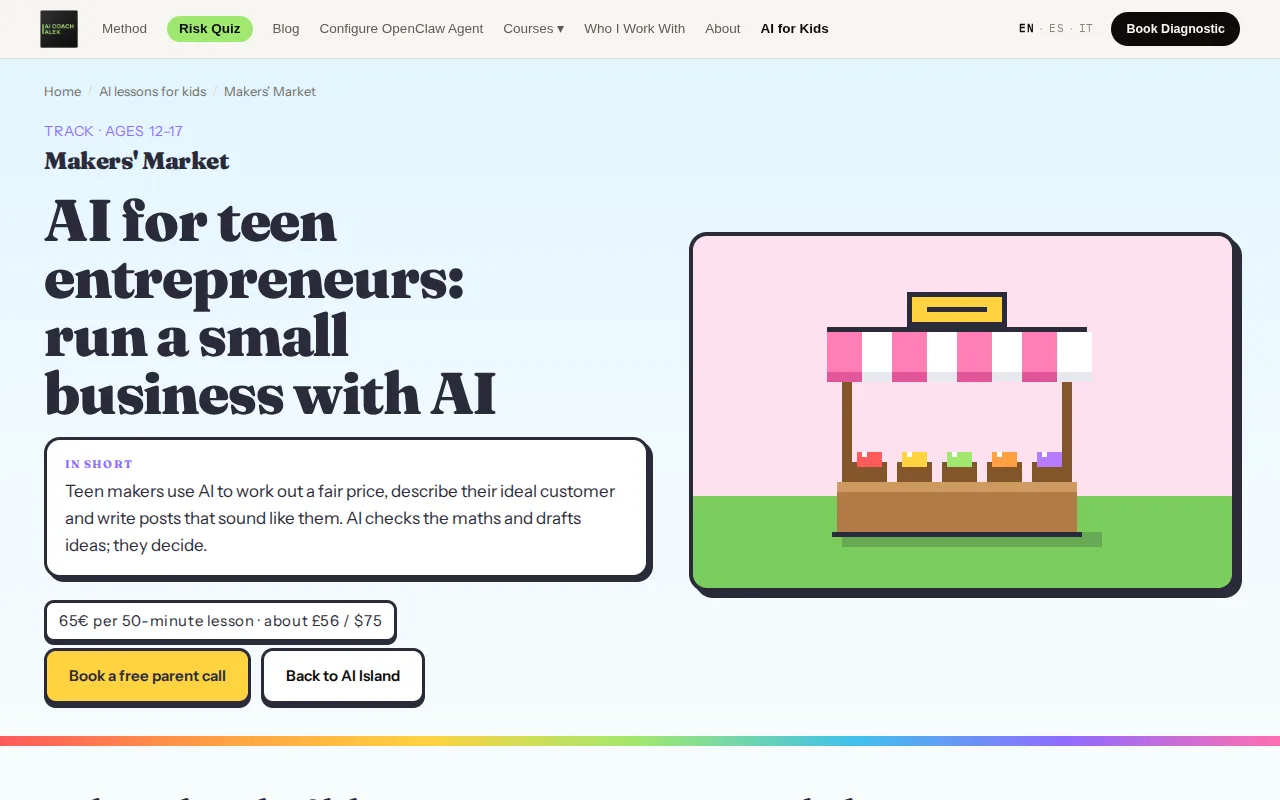 AI COACH
ALEX
Method
Risk Quiz
Blog
Configure OpenClaw Agent
Courses ▾
Who I Work With
About
AI for Kids
EN · ES · IT
Book Diagnostic
Home / AI lessons for kids / Makers' Market
TRACK · AGES 12–17
Makers' Market
AI for teen
entrepreneurs:
run a small
business with AI
IN SHORT
Teen makers use AI to work out a fair price, describe their ideal customer
and write posts that sound like them. AI checks the maths and drafts
ideas; they decide.
65€ per 50-minute lesson · about £56 / $75
Book a free parent call
Back to AI Island